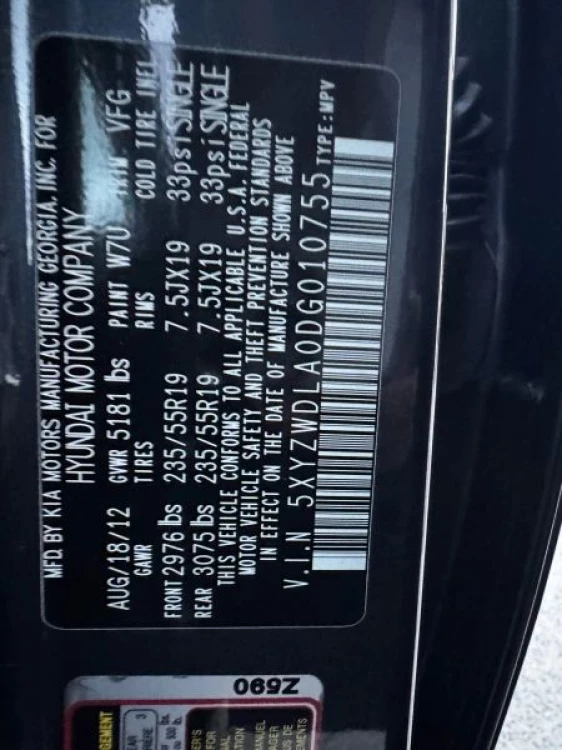 MFD. BY KIA MOTORS MANUFACTURING GEORGIA, INC. FOR
HYUNDAI MOTOR COMPANY
AUG/18/12 GVWR 5181 lbs PAINT W7U TRIM VFG
GAWR TIRES RIMS COLD TIRE INFL
FRONT 2976 lbs 235/55R19 7.5JX19 33psi SINGLE
REAR 3075 lbs 235/55R19 7.5JX19 33psi SINGLE
THIS VEHICLE CONFORMS TO ALL APPLICABLE U.S.A. FEDERAL
MOTOR VEHICLE SAFETY AND THEFT PREVENTION STANDARDS
IN EFFECT ON THE DATE OF MANUFACTURE SHOWN ABOVE
V.I.N 5XYZWDLA0DG010755 TYPE:MPV
Z590